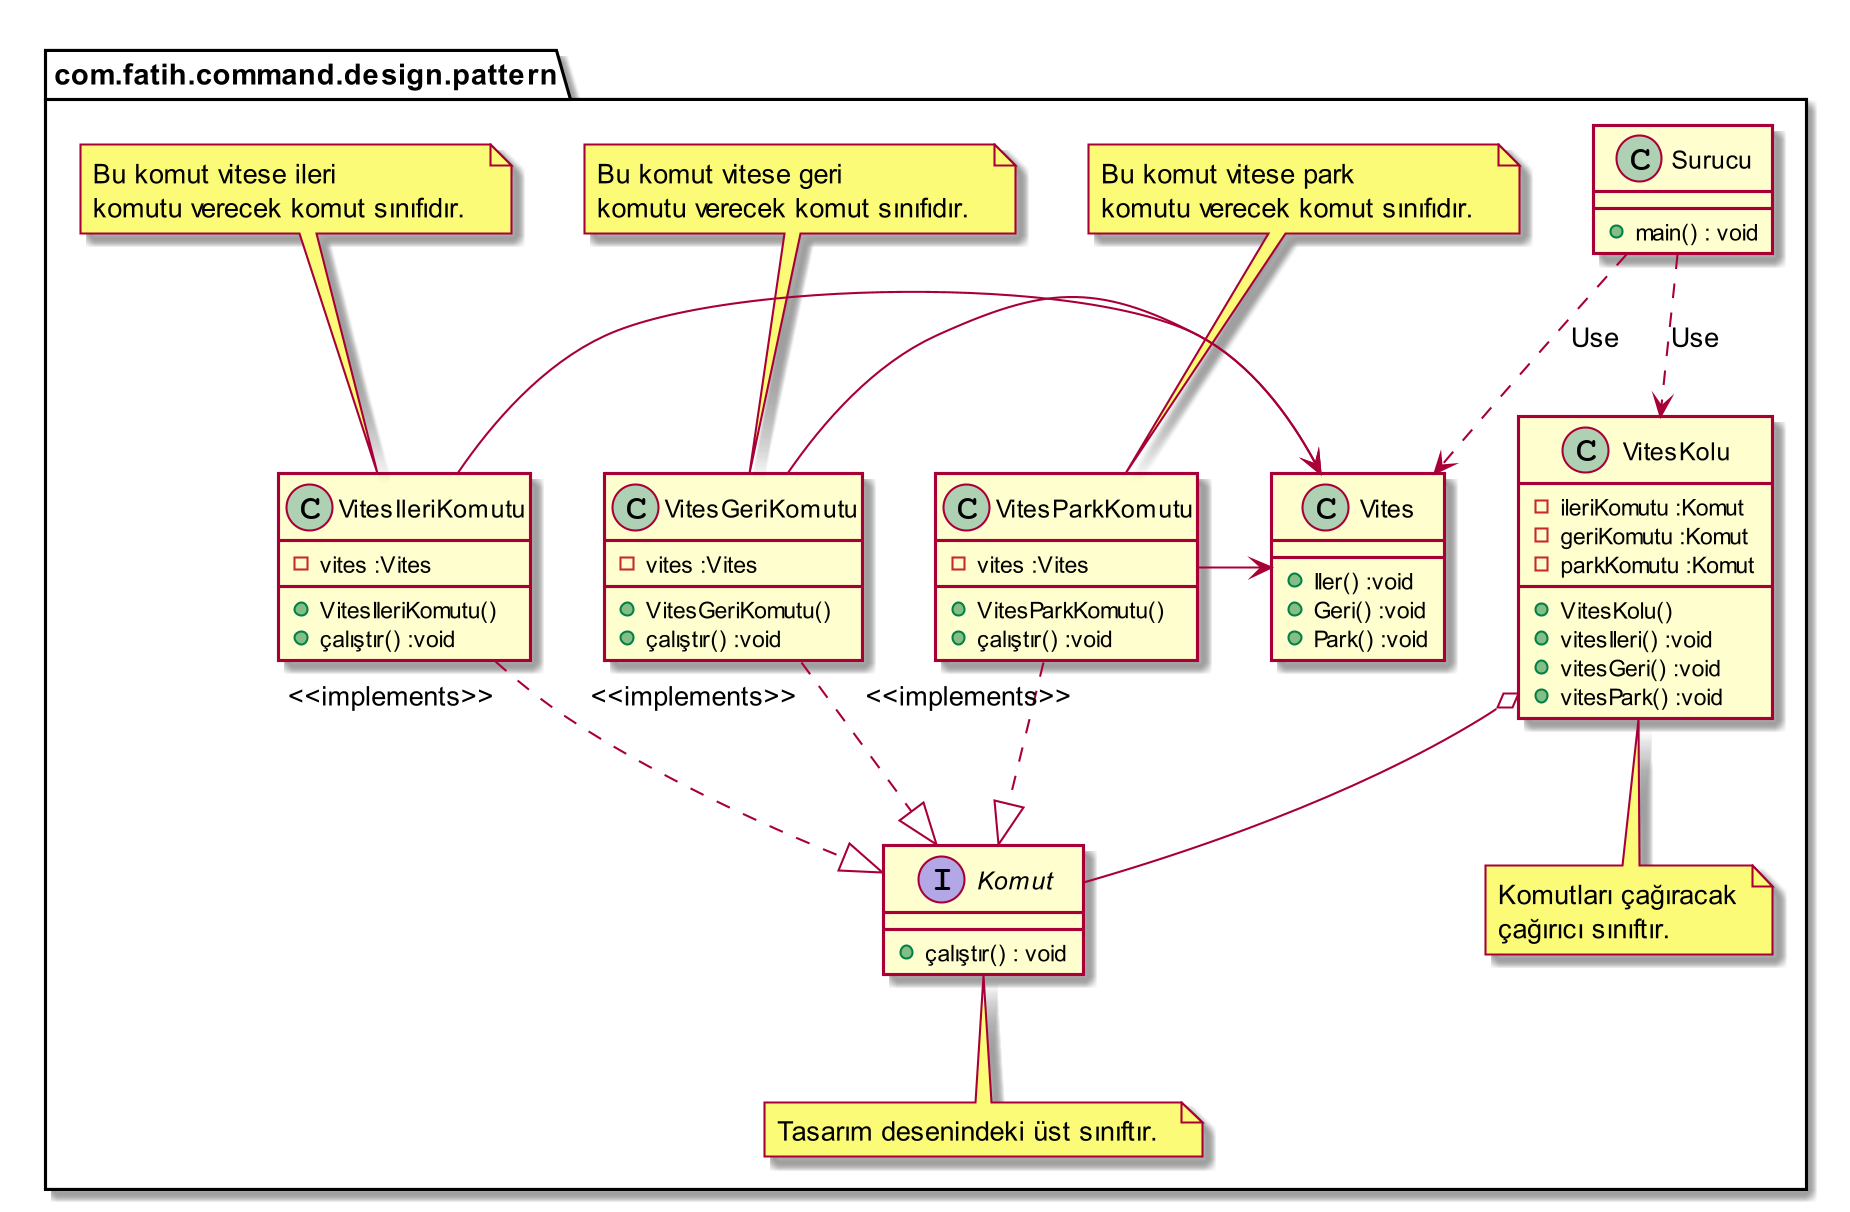 com.fatih.command.design.pattern
Bu komut vitese ileri
komutu verecek komut sınıfıdır.
Bu komut vitese geri
komutu verecek komut sınıfıdır.
Bu komut vitese park
komutu verecek komut sınıfıdır.
C Surucu
main() : void
Use
Use
C VitesIleriKomutu
vites :Vites
VitesIleriKomutu()
çalıştır() :void
C VitesGeriKomutu
vites :Vites
VitesGeriKomutu()
çalıştır() :void
C VitesParkKomutu
vites :Vites
VitesParkKomutu()
çalıştır() :void
C Vites
Iler() :void
Geri() :void
Park() :void
C VitesKolu
ileriKomutu :Komut
geriKomutu :Komut
parkKomutu :Komut
VitesKolu()
vitesIleri() :void
vitesGeri() :void
vitesPark() :void
<<implements>>
<<implements>>
<<implements>>
I Komut
çalıştır() : void
Komutları çağıracak
çağırıcı sınıftır.
Tasarım desenindeki üst sınıftır.